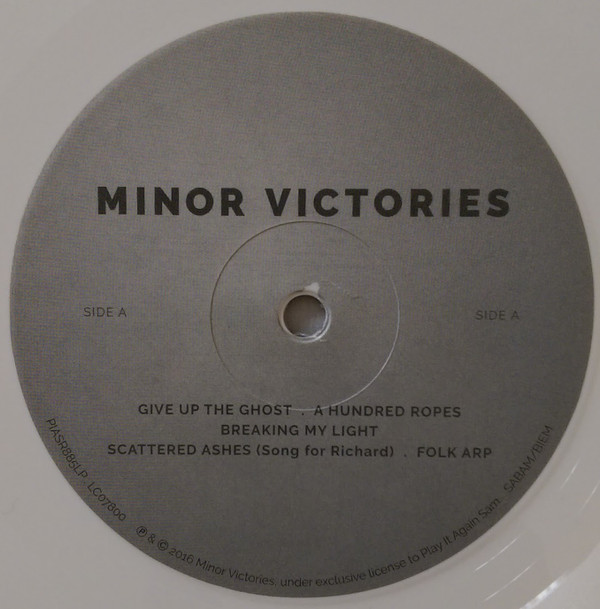 MINOR VICTORIES
SIDE A
SIDE A
GIVE UP THE GHOST . A HUNDRED ROPES
BREAKING MY LIGHT
SCATTERED ASHES (Song for Richard) . FOLK ARP
PIASR885LP LC07800 ℗ & © 2016 Minor Victories, under exclusive license to Play It Again Sam SABAM/BIEM